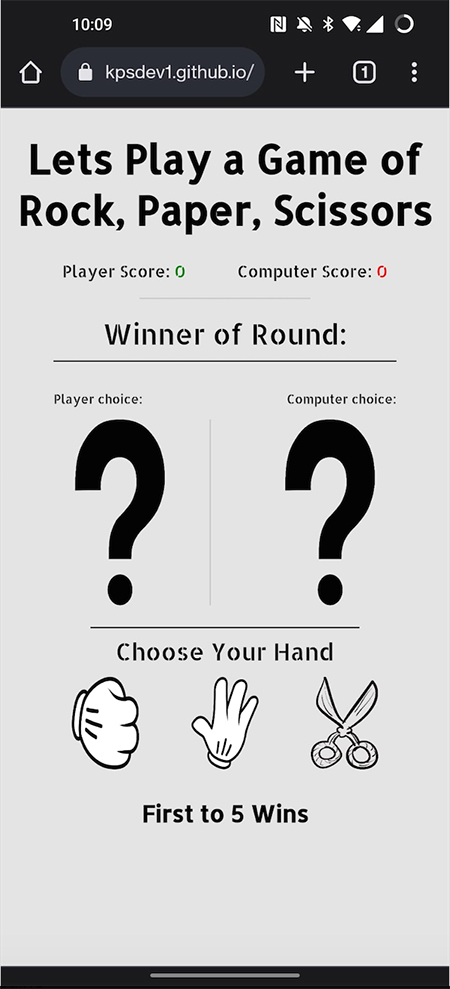 10:09
kpsdev1.github.io/
1
Lets Play a Game of
Rock, Paper, Scissors
Player Score: 0 Computer Score: 0
Winner of Round:
Player choice: Computer choice:
? ?
Choose Your Hand
First to 5 Wins